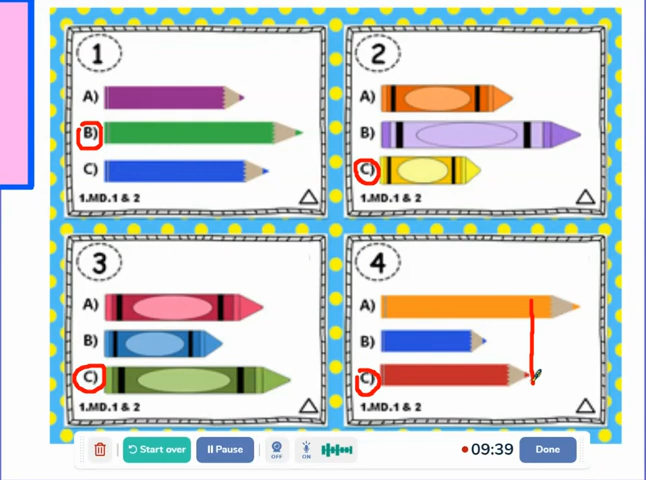 1
A)
B)
C)
1.MD.1 & 2
2
A)
B)
C)
1.MD.1 & 2
3
A)
B)
C)
1.MD.1 & 2
4
A)
B)
C)
1.MD.1 & 2
Start over
Pause
OFF
ON
09:39
Done